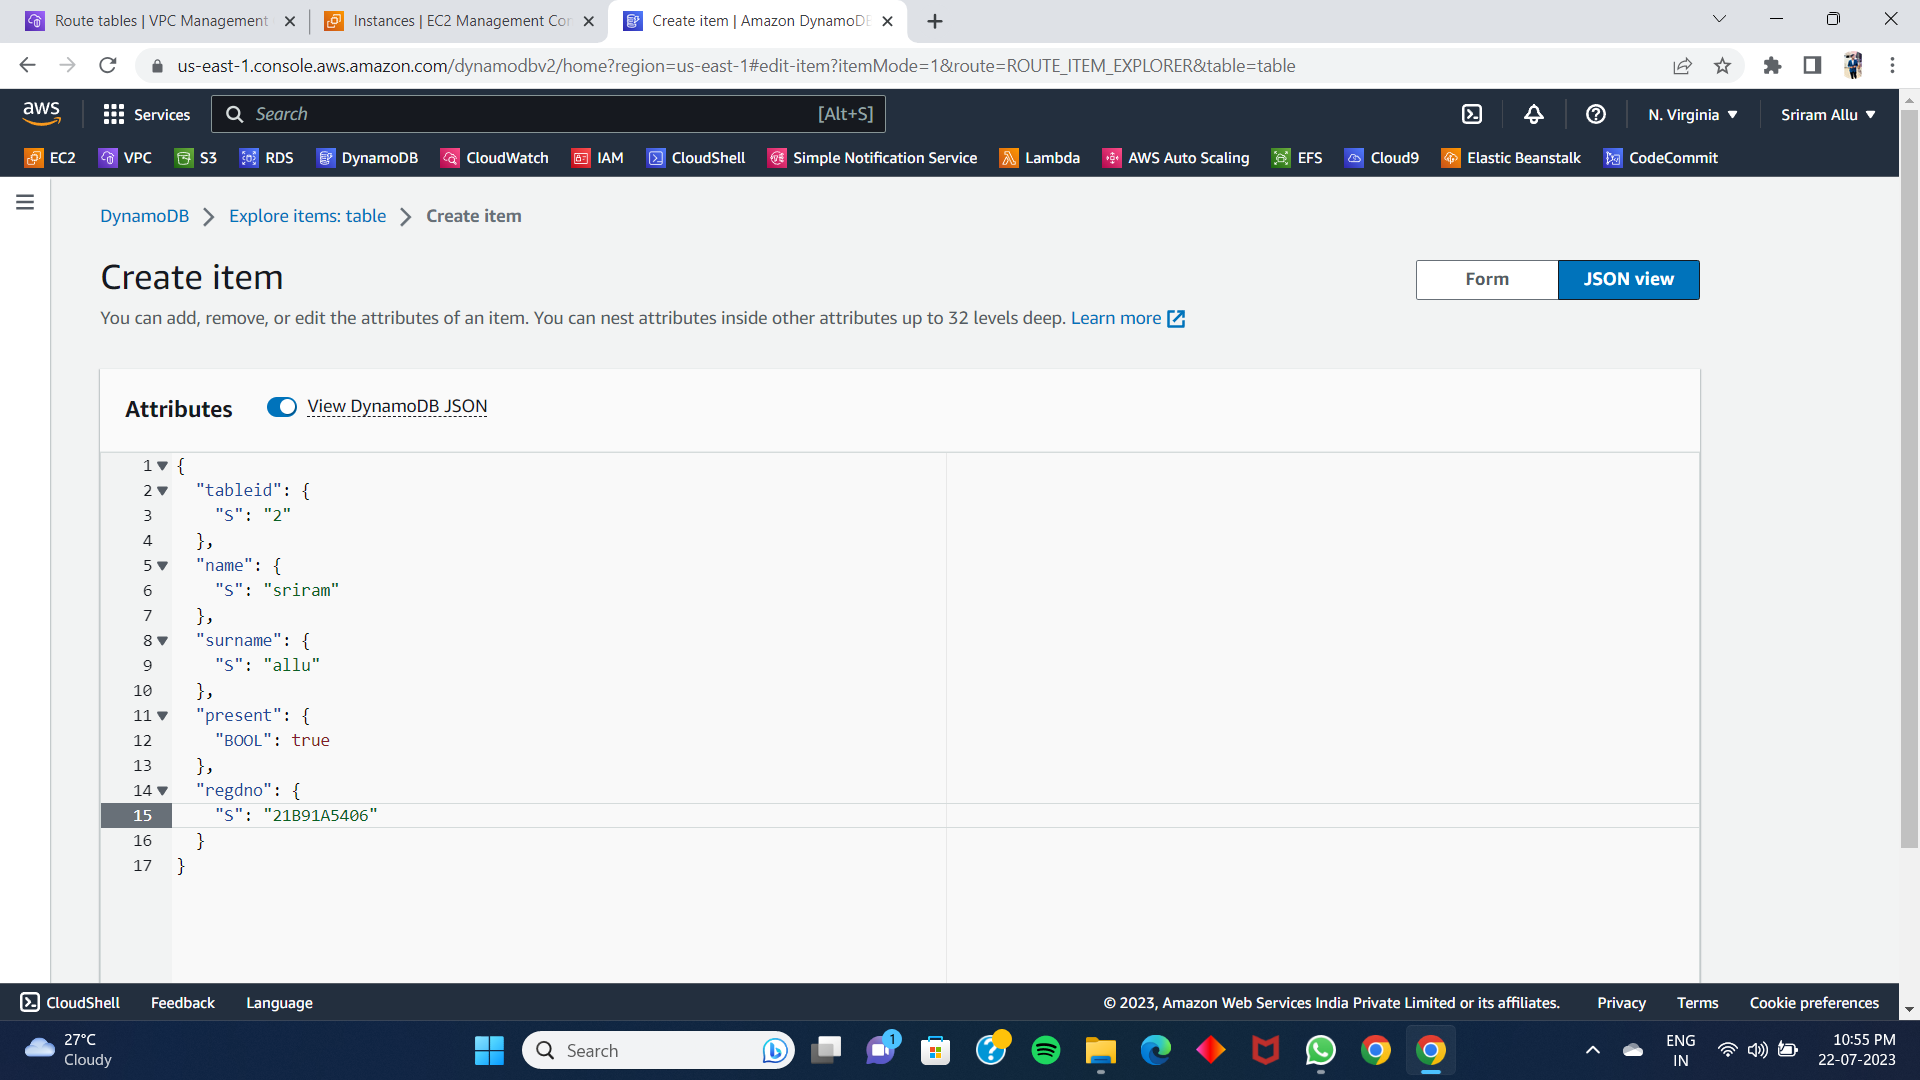 Route tables | VPC Management
Instances | EC2 Management Con
Create item | Amazon DynamoDB
us-east-1.console.aws.amazon.com/dynamodbv2/home?region=us-east-1#edit-item?itemMode=1&route=ROUTE_ITEM_EXPLORER&table=table
aws
Services
Search
[Alt+S]
N. Virginia
Sriram Allu
EC2 VPC S3 RDS DynamoDB CloudWatch IAM CloudShell Simple Notification Service Lambda AWS Auto Scaling EFS Cloud9 Elastic Beanstalk CodeCommit
DynamoDB > Explore items: table > Create item
Create item
Form
JSON view
You can add, remove, or edit the attributes of an item. You can nest attributes inside other attributes up to 32 levels deep. Learn more
Attributes
View DynamoDB JSON
1 {
2 "tableid": {
3 "S": "2"
4 },
5 "name": {
6 "S": "sriram"
7 },
8 "surname": {
9 "S": "allu"
10 },
11 "present": {
12 "BOOL": true
13 },
14 "regdno": {
15 "S": "21B91A5406"
16 }
17 }
CloudShell Feedback Language
© 2023, Amazon Web Services India Private Limited or its affiliates. Privacy Terms Cookie preferences
27°C
Cloudy
Search
1
ENG
IN
10:55 PM
22-07-2023